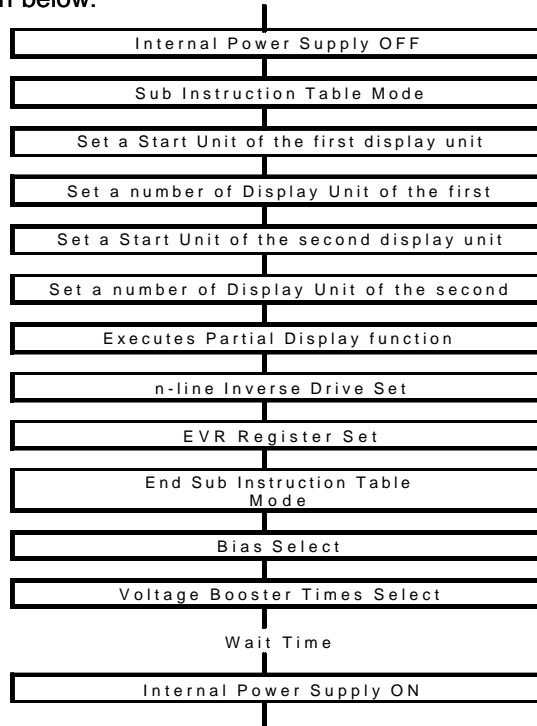 n below.
Internal Power Supply OFF
Sub Instruction Table Mode
Set a Start Unit of the first display unit
Set a number of Display Unit of the first
Set a Start Unit of the second display unit
Set a number of Display Unit of the second
Executes Partial Display function
n-line Inverse Drive Set
EVR Register Set
End Sub Instruction Table
Mode
Bias Select
Voltage Booster Times Select
Wait Time
Internal Power Supply ON